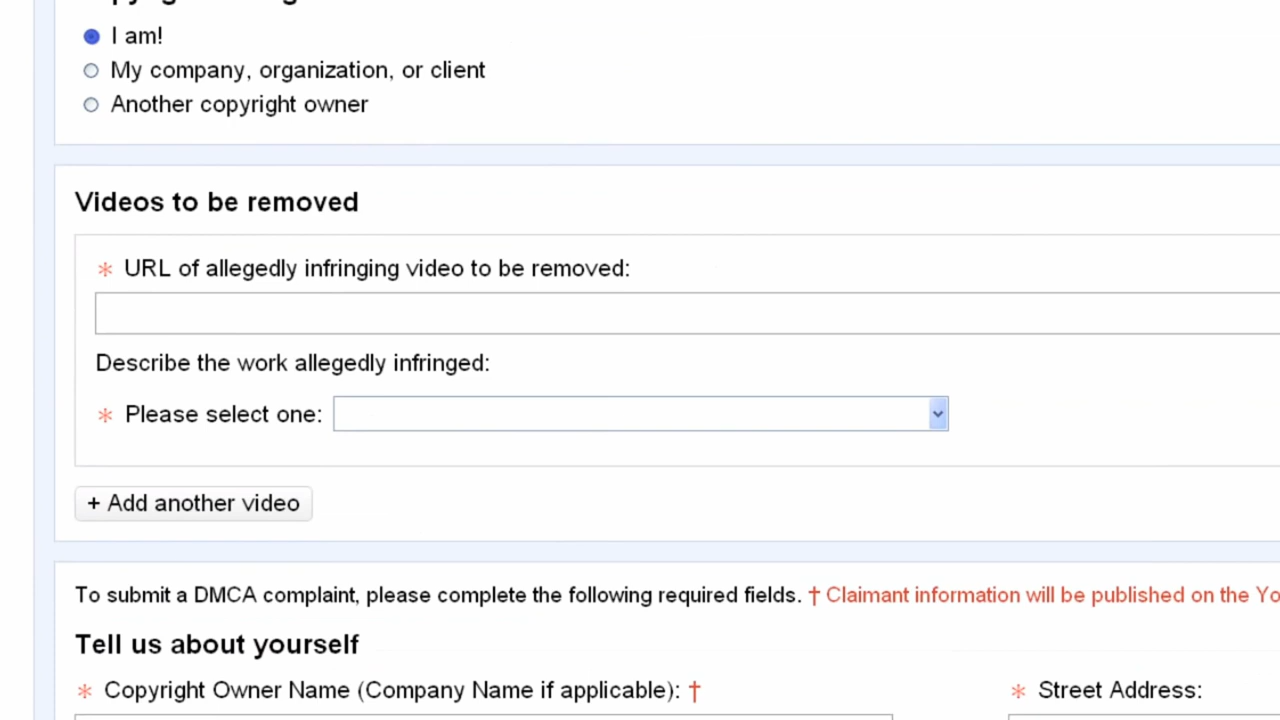 I am!
My company, organization, or client
Another copyright owner
Videos to be removed
* URL of allegedly infringing video to be removed:
Describe the work allegedly infringed:
* Please select one:
+ Add another video
To submit a DMCA complaint, please complete the following required fields. † Claimant information will be published on the
Tell us about yourself
* Copyright Owner Name (Company Name if applicable): †
* Street Address: